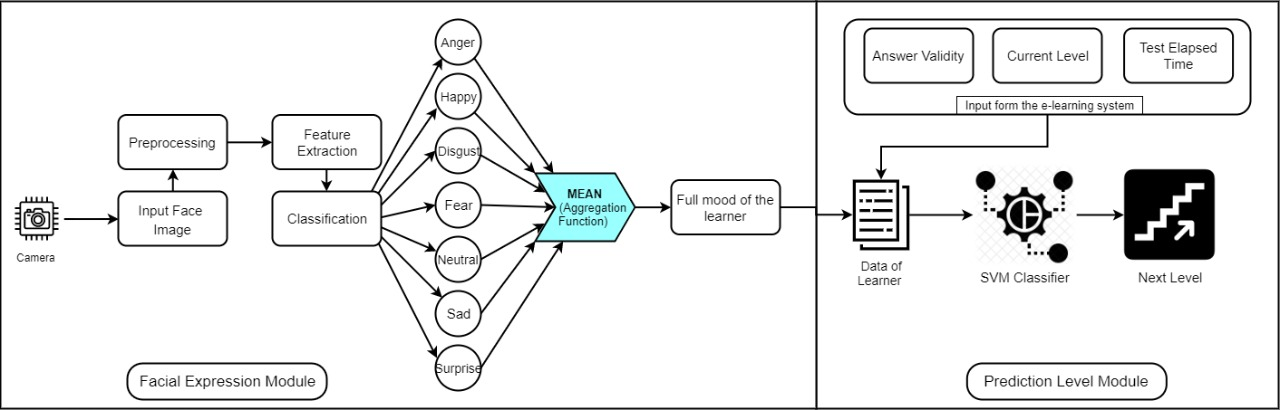 Camera
Input Face
Image
Preprocessing
Feature
Extraction
Classification
Anger
Happy
Disgust
Fear
Neutral
Sad
Surprise
MEAN
(Aggregation
Function)
Full mood of the
learner
Facial Expression Module
Answer Validity
Current Level
Test Elapsed
Time
Input form the e-learning system
Data of
Learner
SVM Classifier
Next Level
Prediction Level Module